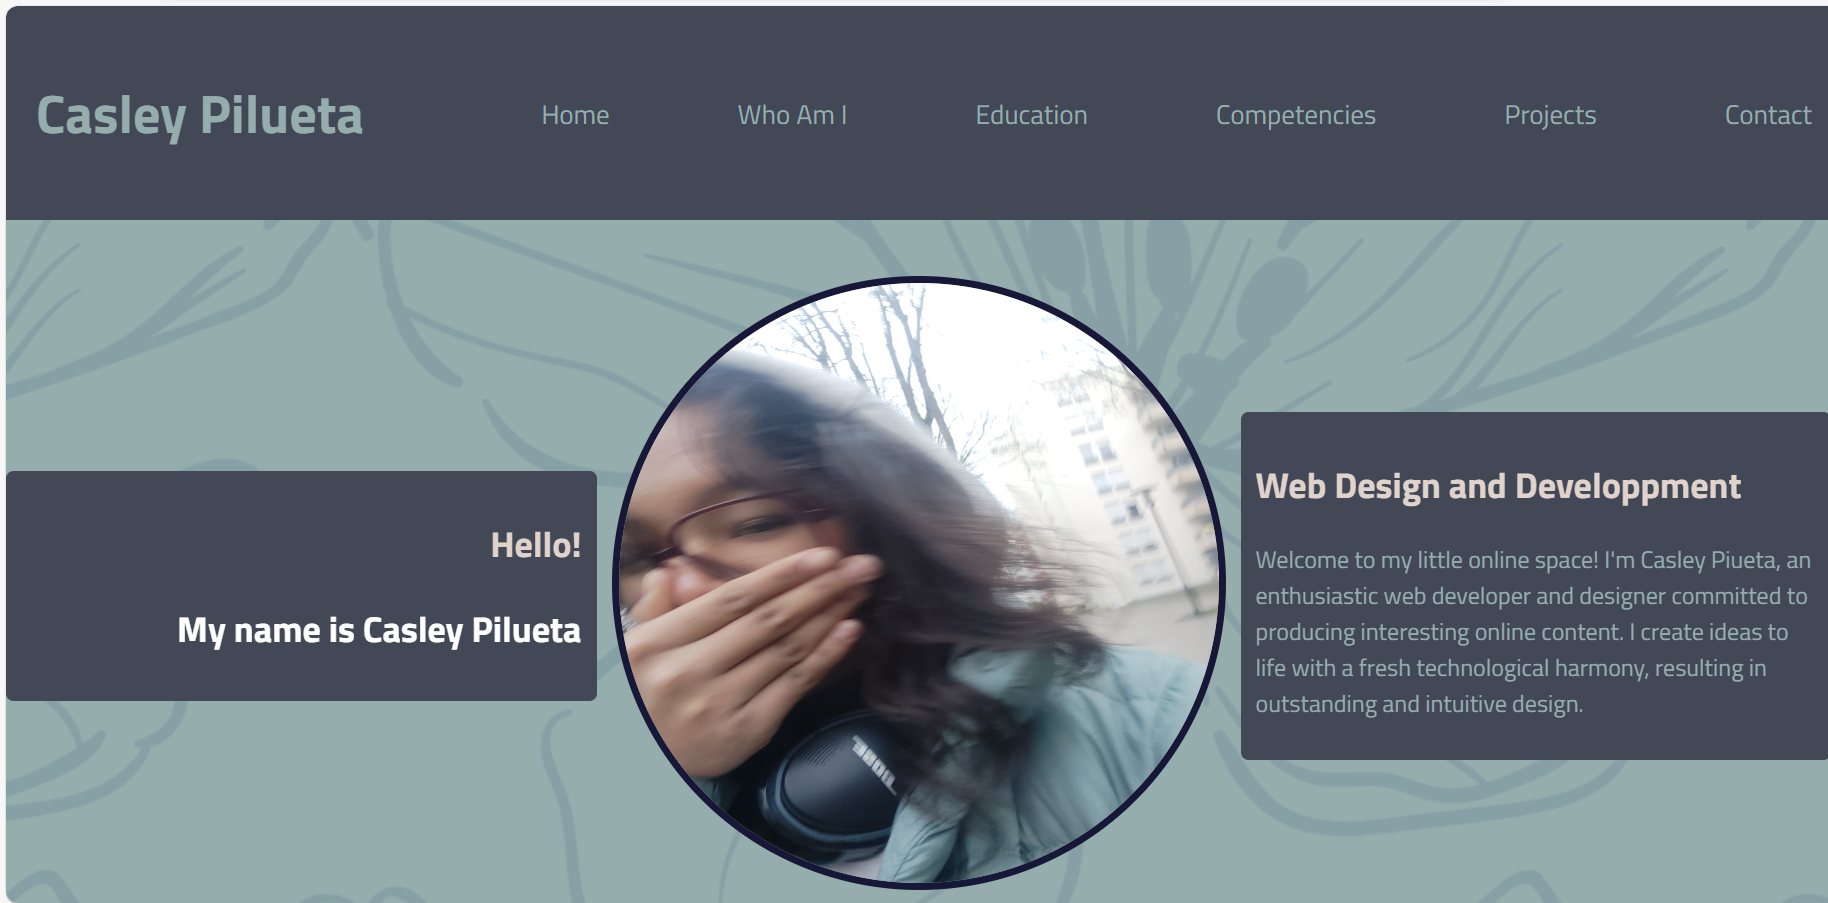 Casley Pilueta
Home
Who Am I
Education
Competencies
Projects
Contact
Hello!
My name is Casley Pilueta
Web Design and Developpment
Welcome to my little online space! I'm Casley Piueta, an
enthusiastic web developer and designer committed to
producing interesting online content. I create ideas to
life with a fresh technological harmony, resulting in
outstanding and intuitive design.